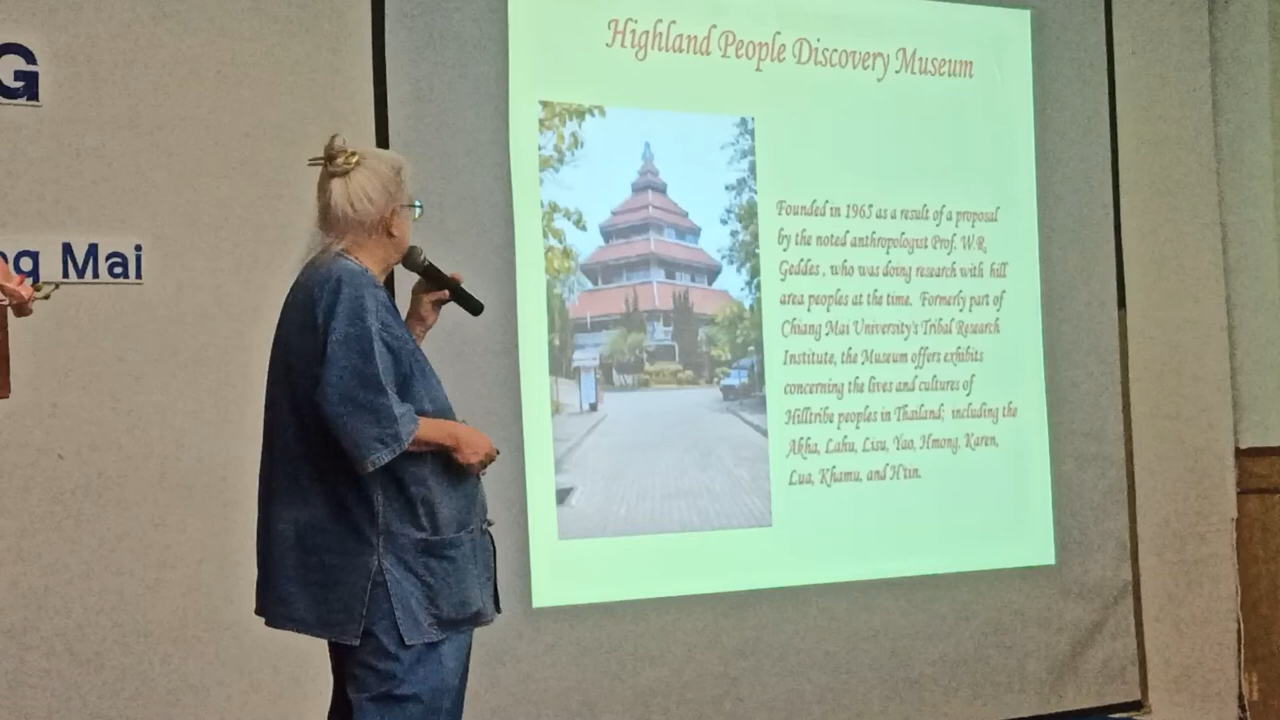 G
ng Mai
Highland People Discovery Museum
Founded in 1965 as a result of a proposal
by the noted anthropologist Prof. W.R.
Geddes , who was doing research with hill
area peoples at the time. Formerly part of
Chiang Mai University's Tribal Research
Institute, the Museum offers exhibits
concerning the lives and cultures of
Hilltribe peoples in Thailand; including the
Akha, Lahu, Lisu, Yao, Hmong, Karen,
Lua, Khamu, and H'tin.